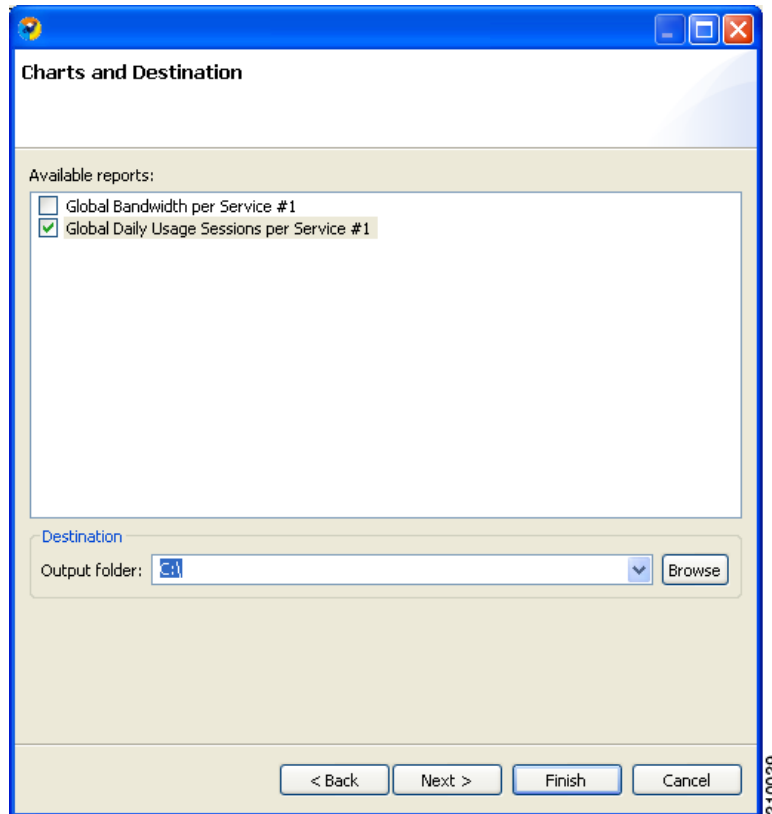 Charts and Destination
Available reports:
Global Bandwidth per Service #1
Global Daily Usage Sessions per Service #1
Destination
Output folder: C:\ Browse
< Back Next > Finish Cancel